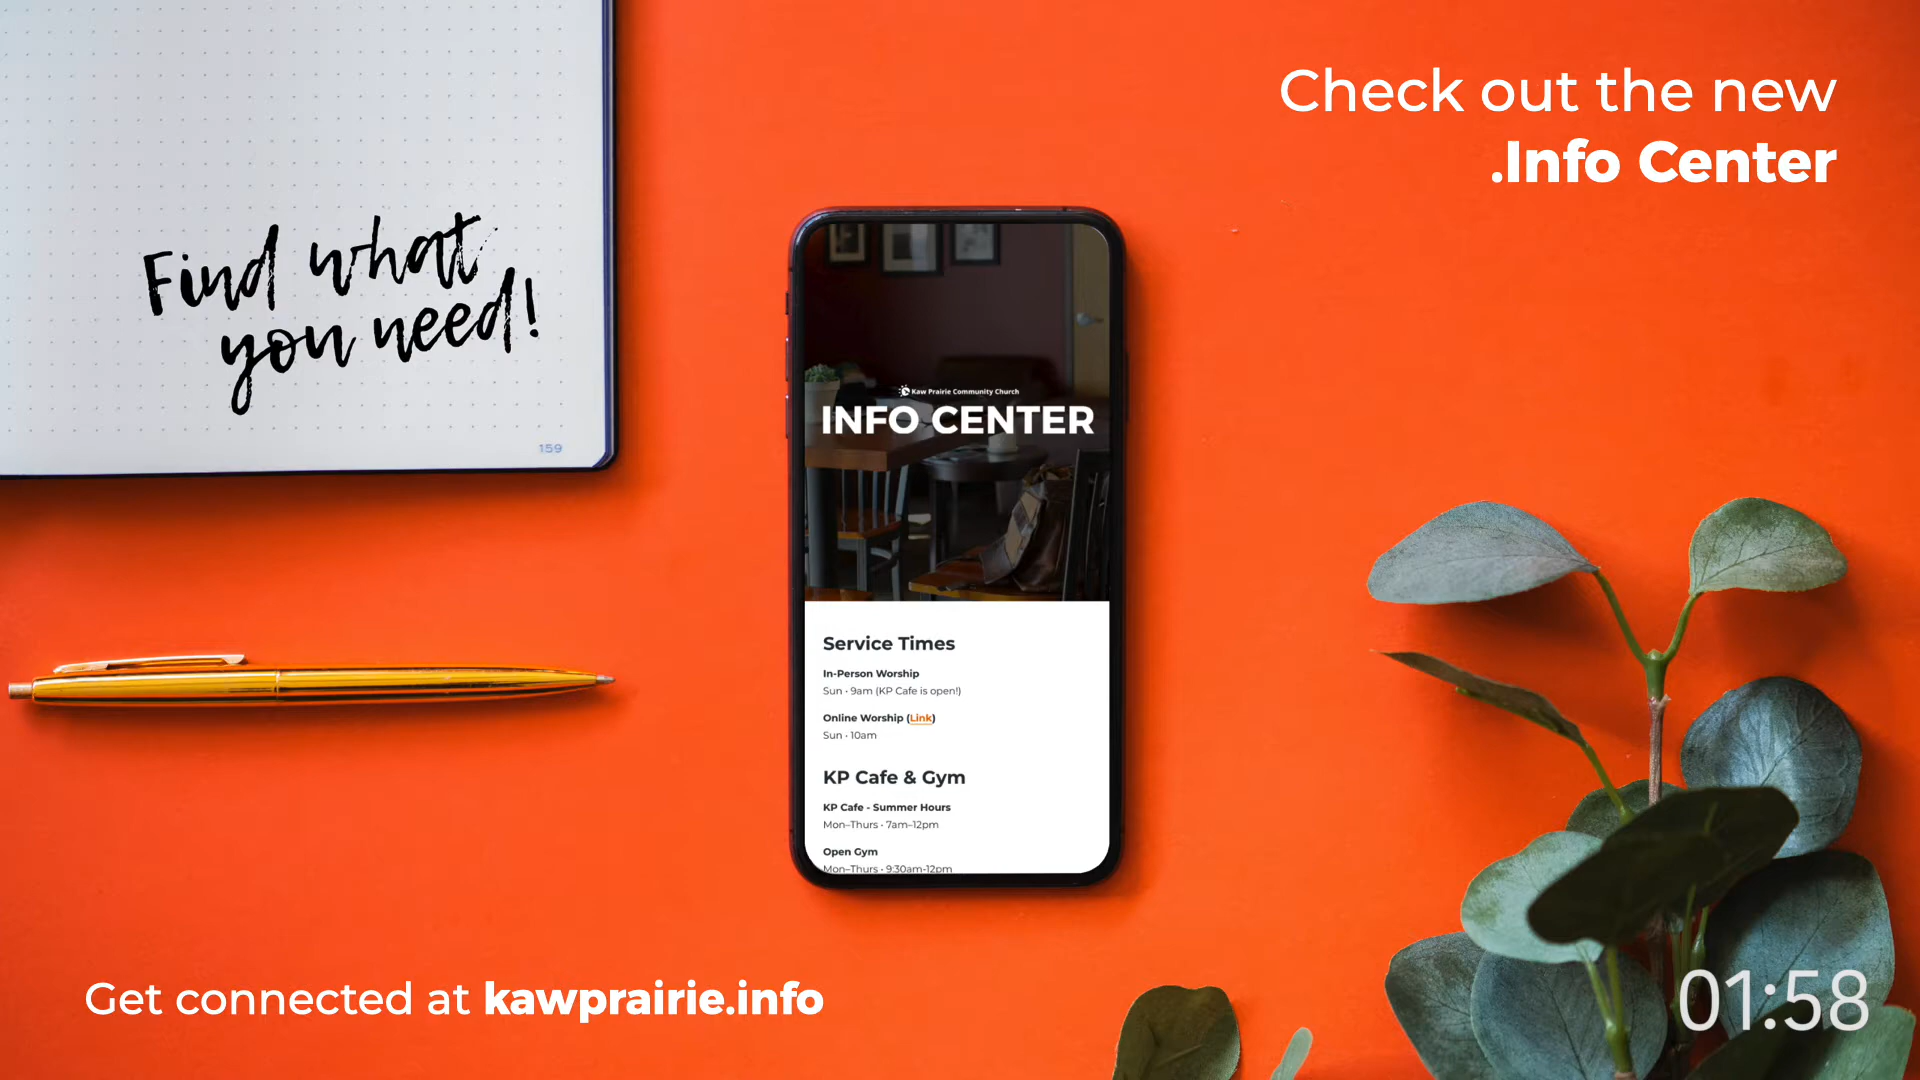 Check out the new
.Info Center
Find what
you need!
159
Kaw Prairie Community Church
INFO CENTER
Service Times
In-Person Worship
Sun • 9am (KP Cafe is open!)
Online Worship (Link)
Sun • 10am
KP Cafe & Gym
KP Cafe - Summer Hours
Mon–Thurs • 7am–12pm
Open Gym
Mon–Thurs • 9:30am-12pm
Get connected at kawprairie.info
01:58